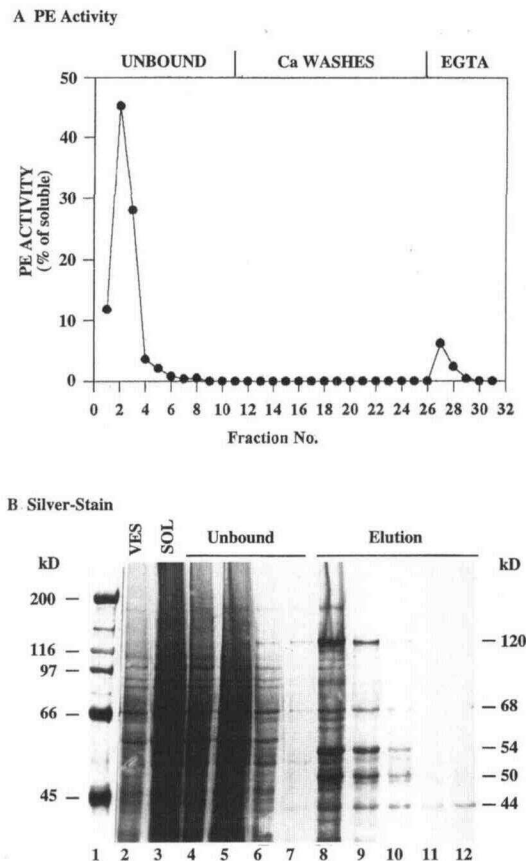 A PE Activity
UNBOUND Ca WASHES EGTA
50
40
30
20
10
0
PE ACTIVITY
(% of soluble)
0 2 4 6 8 10 12 14 16 18 20 22 24 26 28 30 32
Fraction No.
B Silver-Stain
VES
SOL
Unbound
Elution
kD
kD
200
116
97
66
45
120
68
54
50
44
1 2 3 4 5 6 7 8 9 10 11 12